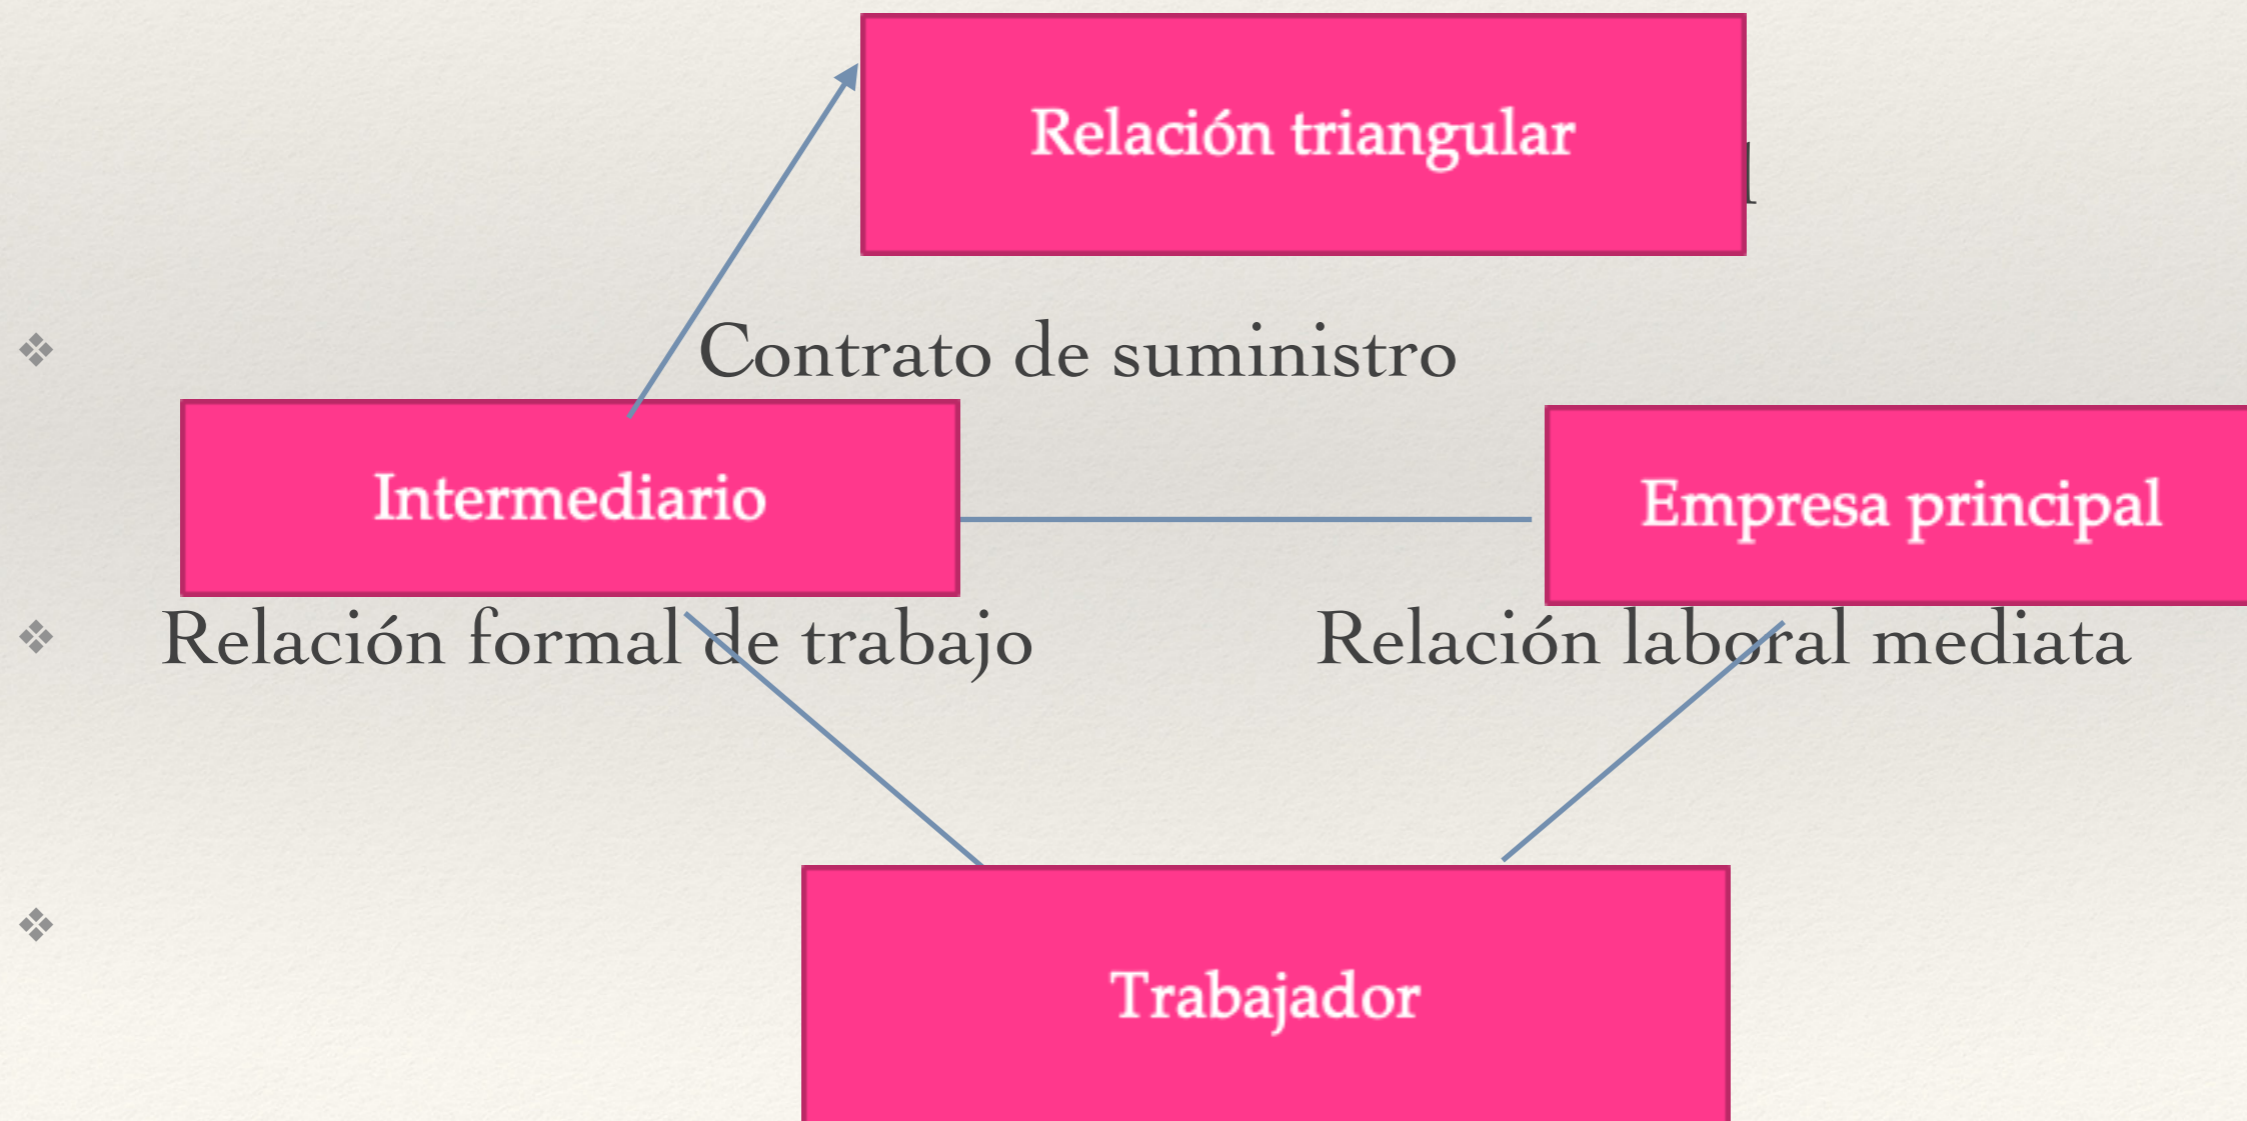 Relación triangular
Contrato de suministro
Intermediario
Empresa principal
Relación formal de trabajo
Relación laboral mediata
Trabajador